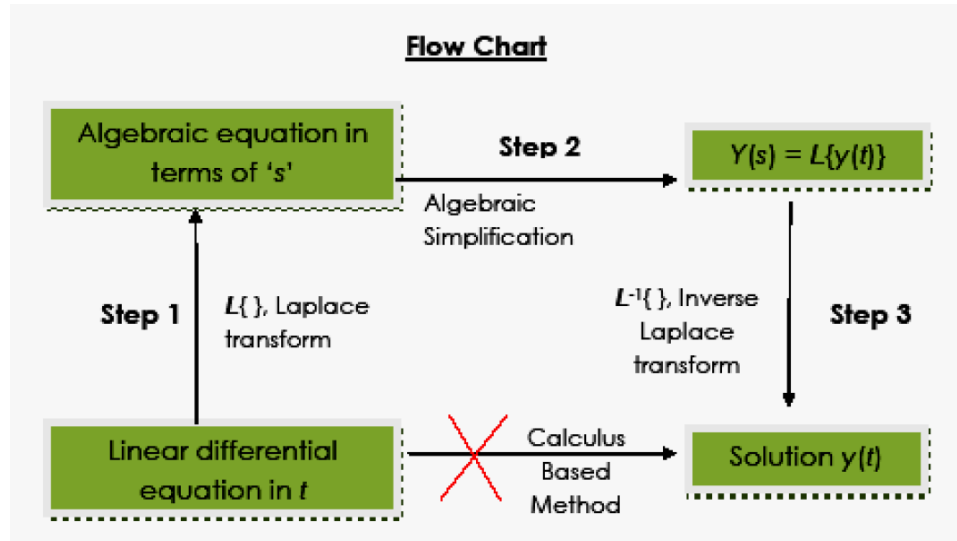 Flow Chart
Algebraic equation in
terms of ‘s’
Step 2
Algebraic
Simplification
Y(s) = L{y(t)}
Step 1
L{ }, Laplace
transform
L-1{ }, Inverse
Laplace
transform
Step 3
Linear differential
equation in t
Calculus
Based
Method
Solution y(t)